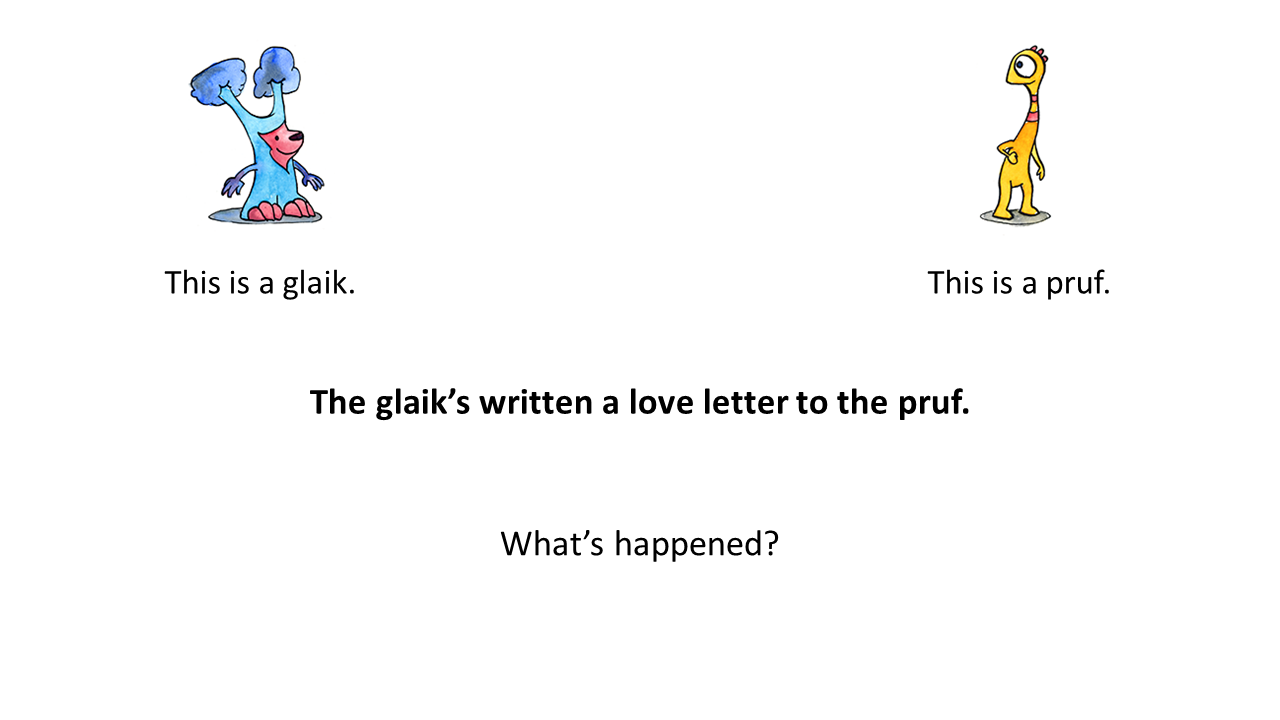 This is a glaik.
This is a pruf.
The glaik’s written a love letter to the pruf.
What’s happened?